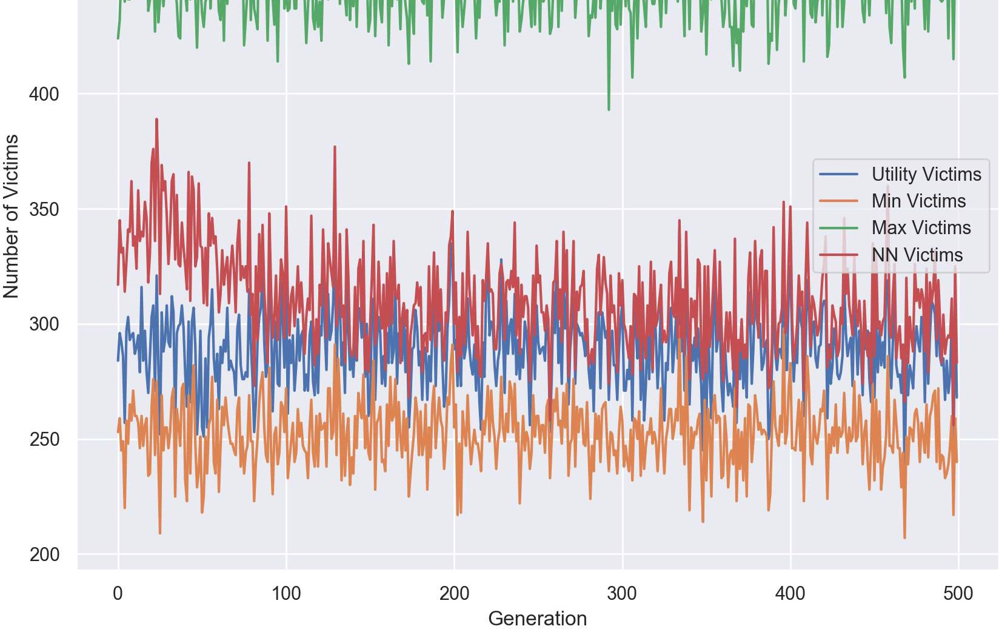 400
350
300
250
200
Number of Victims
Utility Victims
Min Victims
Max Victims
NN Victims
0 100 200 300 400 500
Generation